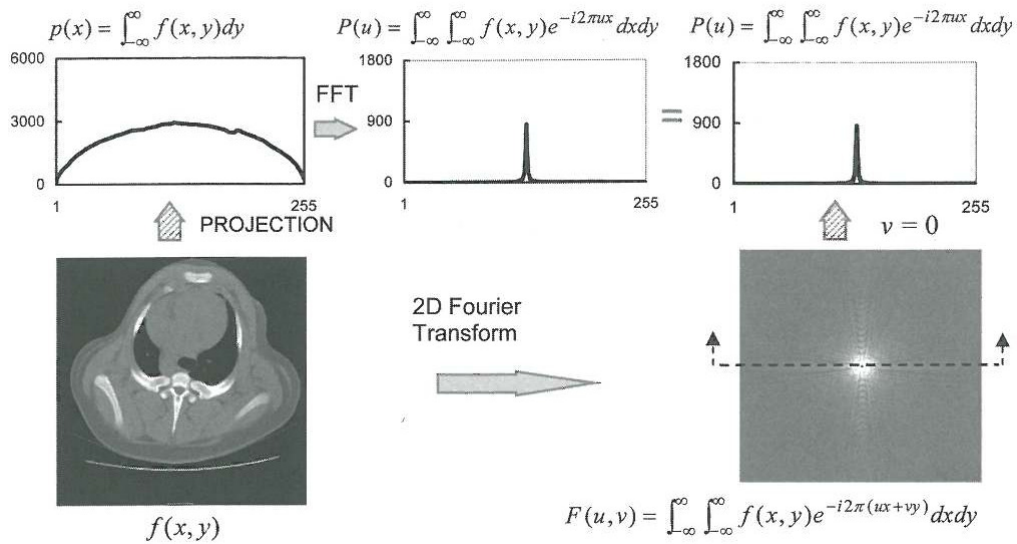 p(x) = ∫_{-∞}^{∞} f(x, y)dy
P(u) = ∫_{-∞}^{∞} ∫_{-∞}^{∞} f(x, y)e^{-i2πux} dxdy
P(u) = ∫_{-∞}^{∞} ∫_{-∞}^{∞} f(x, y)e^{-i2πux} dxdy
6000
3000
0
1 255
FFT
1800
900
0
1 255
=
1800
900
0
1 255
PROJECTION
v = 0
2D Fourier
Transform
f(x, y)
F(u, v) = ∫_{-∞}^{∞} ∫_{-∞}^{∞} f(x, y)e^{-i2π(ux+vy)} dxdy